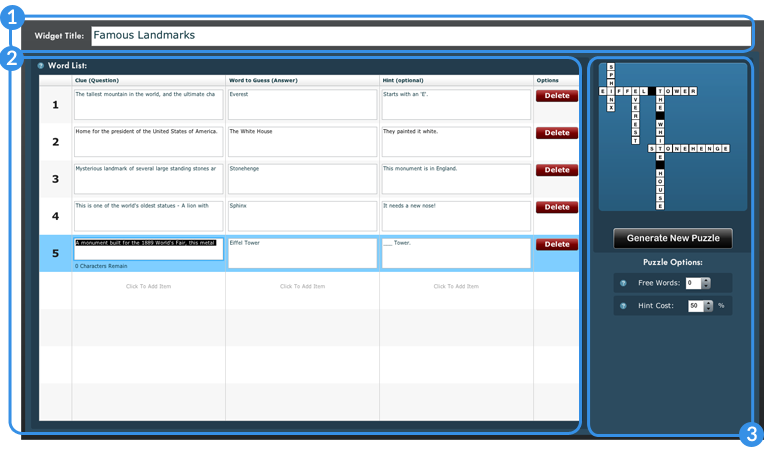 1
Widget Title: Famous Landmarks
2
? Word List:
Clue (Question) Word to Guess (Answer) Hint (optional) Options
1 The tallest mountain in the world, and the ultimate cha Everest Starts with an 'E'. Delete
2 Home for the president of the United States of America. The White House They painted it white. Delete
3 Mysterious landmark of several large standing stones ar Stonehenge This monument is in England. Delete
4 This is one of the world's oldest statues - A lion with Sphinx It needs a new nose! Delete
5 A monument built for the 1889 World's Fair, this metal Eiffel Tower ___ Tower. Delete
0 Characters Remain
Click To Add Item Click To Add Item Click To Add Item
S
P
H
EIFFEL TOWER
N V H
X E E
R
E W
S H
T I
T
STONEHENGE
E
H
O
U
S
E
Generate New Puzzle
Puzzle Options:
? Free Words: 0
? Hint Cost: 50 %
3